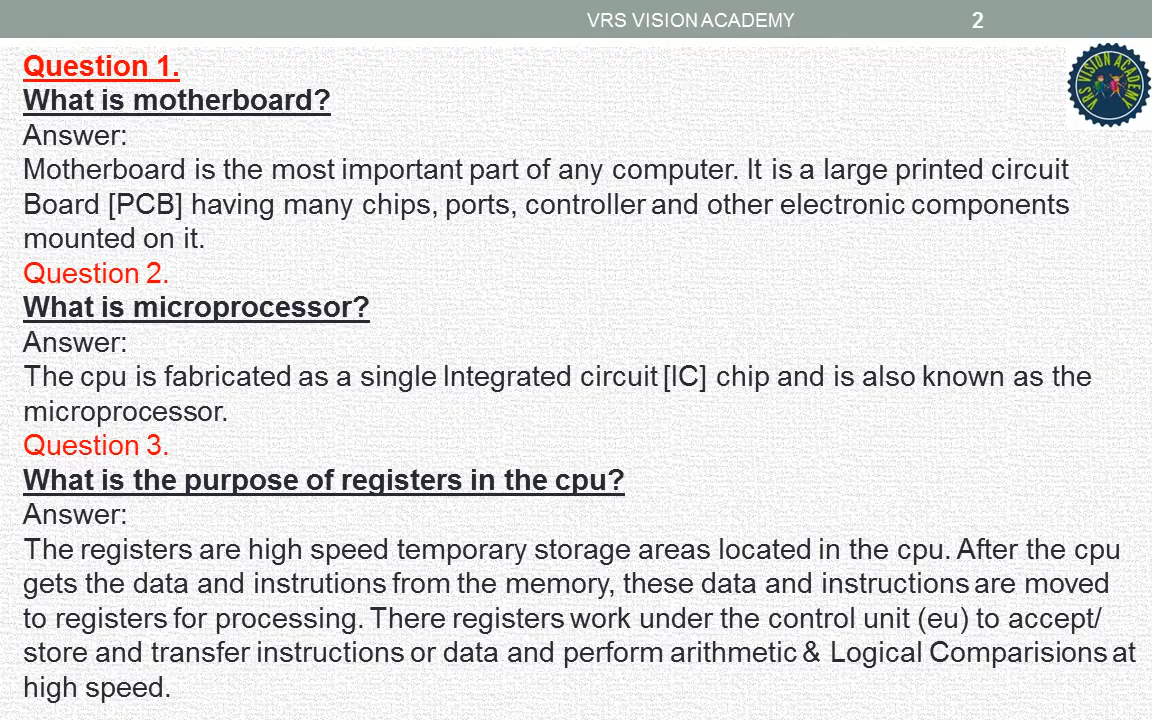 VRS VISION ACADEMY
2
VRS VISION ACADEMY
Question 1.
What is motherboard?
Answer:
Motherboard is the most important part of any computer. It is a large printed circuit
Board [PCB] having many chips, ports, controller and other electronic components
mounted on it.
Question 2.
What is microprocessor?
Answer:
The cpu is fabricated as a single Integrated circuit [IC] chip and is also known as the
microprocessor.
Question 3.
What is the purpose of registers in the cpu?
Answer:
The registers are high speed temporary storage areas located in the cpu. After the cpu
gets the data and instrutions from the memory, these data and instructions are moved
to registers for processing. There registers work under the control unit (eu) to accept/
store and transfer instructions or data and perform arithmetic & Logical Comparisions at
high speed.